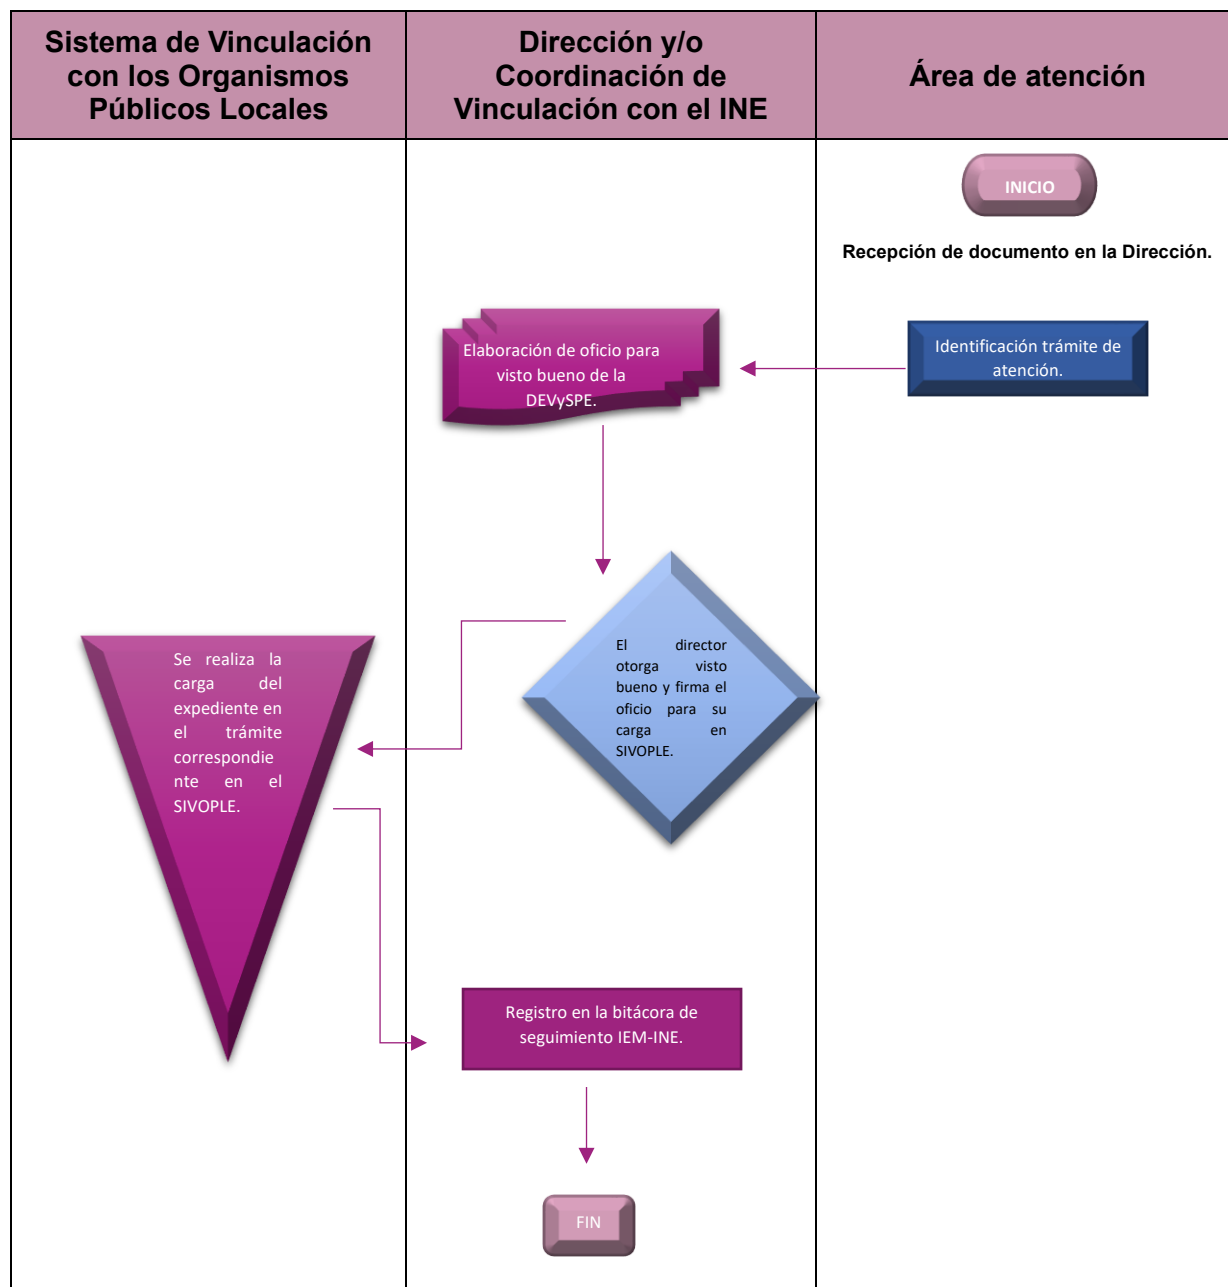 Sistema de Vinculación
con los Organismos
Públicos Locales
Dirección y/o
Coordinación de
Vinculación con el INE
Área de atención
INICIO
Recepción de documento en la Dirección.
Identificación trámite de
atención.
Elaboración de oficio para
visto bueno de la
DEVySPE.
El director
otorga visto
bueno y firma el
oficio para su
carga en
SIVOPLE.
Se realiza la
carga del
expediente en
el trámite
correspondie
nte en el
SIVOPLE.
Registro en la bitácora de
seguimiento IEM-INE.
FIN